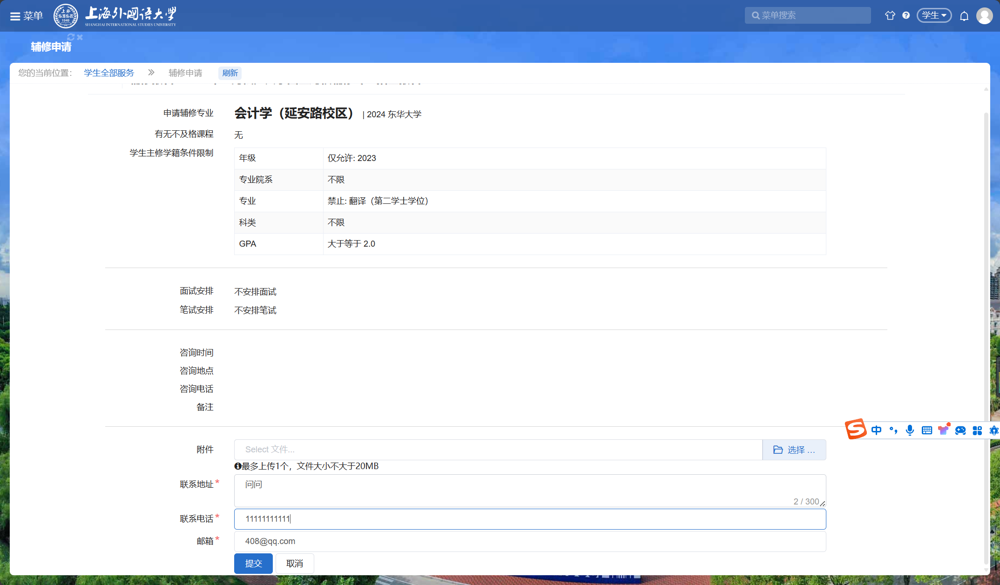 菜单
上外
SISU
1949
上海外国语大学
SHANGHAI INTERNATIONAL STUDIES UNIVERSITY
菜单搜索
学生
辅修申请
您的当前位置：
学生全部服务
辅修申请
刷新
申请辅修专业
会计学（延安路校区） | 2024 东华大学
有无不及格课程
无
学生主修学籍条件限制
年级
仅允许: 2023
专业院系
不限
专业
禁止: 翻译（第二学士学位）
科类
不限
GPA
大于等于 2.0
面试安排
不安排面试
笔试安排
不安排笔试
咨询时间
咨询地点
咨询电话
备注
中
附件
Select 文件...
选择 ...
最多上传1个，文件大小不大于20MB
联系地址*
问问
2 / 300
联系电话*
11111111111
邮箱*
408@qq.com
提交
取消